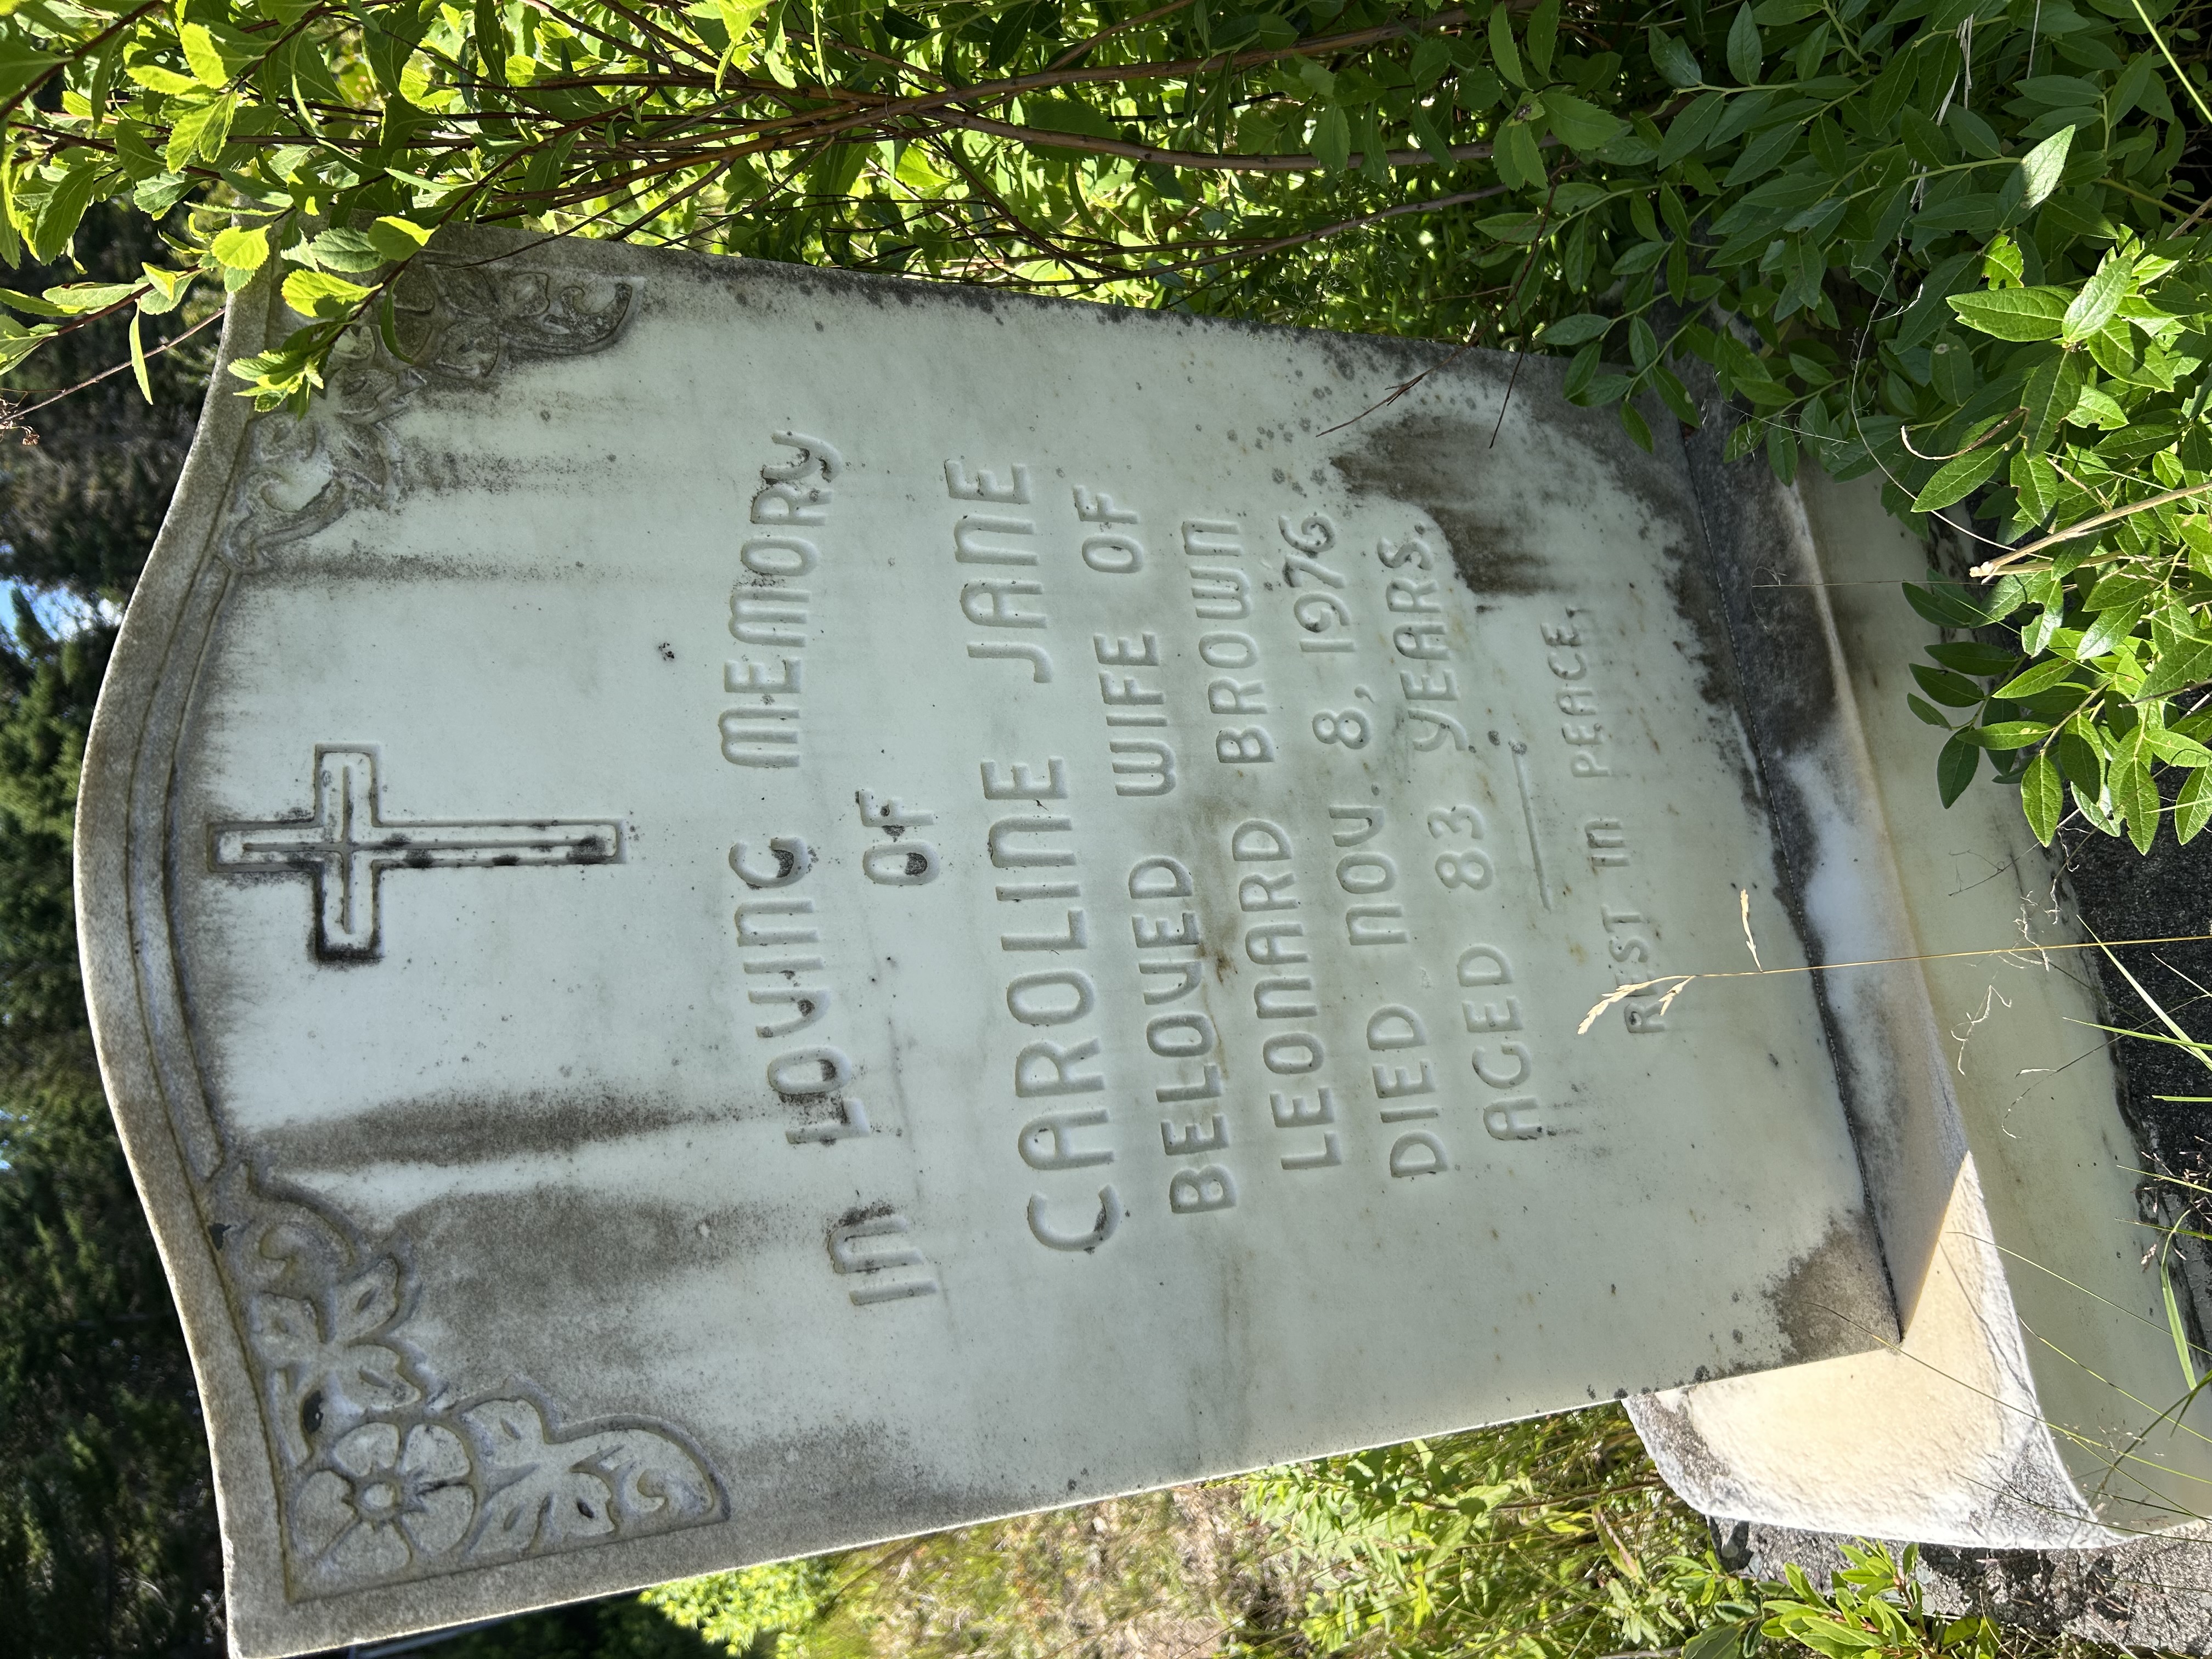 IN LOVING MEMORY
OF
CAROLINE JANE
BELOVED WIFE OF
LEONARD BROWN
DIED NOV. 8, 1976
AGED 83 YEARS.
REST IN PEACE.